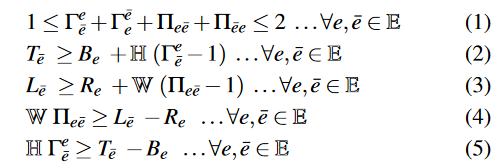 1 ≤ Γ^e_ē + Γ^ē_e + Π_eē + Π_ēe ≤ 2 …∀e, ē ∈ 𝔼 (1)
T_ē ≥ B_e + ℍ (Γ^e_ē − 1) …∀e, ē ∈ 𝔼 (2)
L_ē ≥ R_e + 𝕎 (Π_eē − 1) …∀e, ē ∈ 𝔼 (3)
𝕎 Π_eē ≥ L_ē − R_e …∀e, ē ∈ 𝔼 (4)
ℍ Γ^e_ē ≥ T_ē − B_e …∀e, ē ∈ 𝔼 (5)